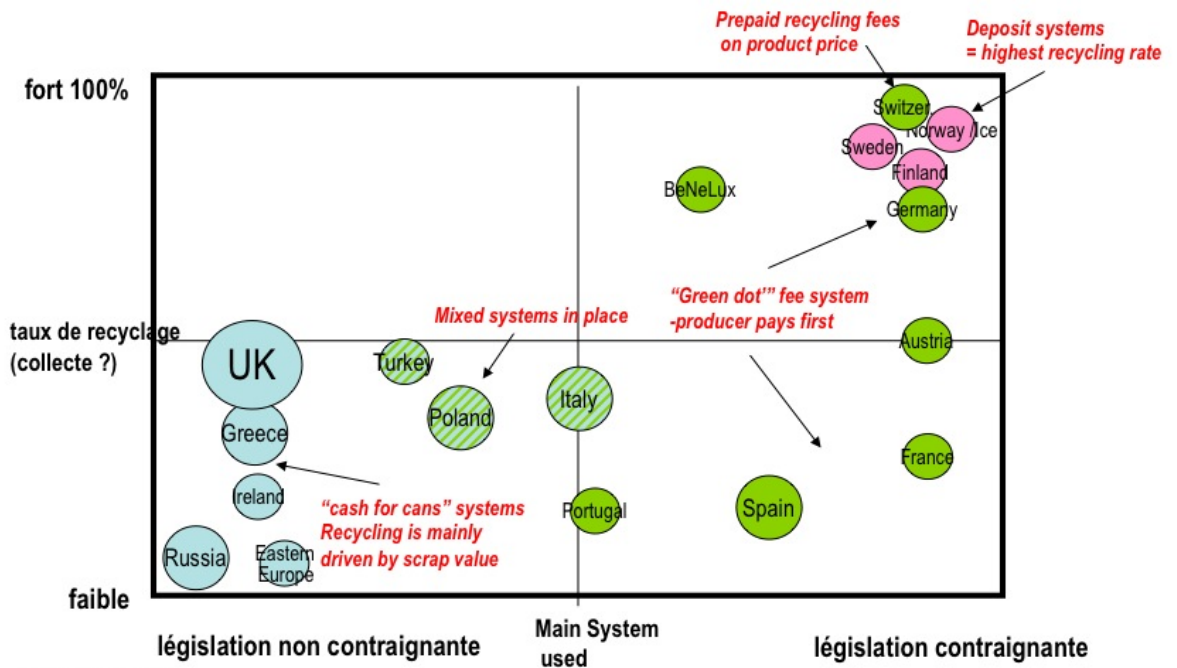 Prepaid recycling fees
on product price
Deposit systems
= highest recycling rate
fort 100%
Switzer.
Norway /Ice
Sweden
Finland
BeNeLux
Germany
"Green dot'" fee system
-producer pays first
Mixed systems in place
taux de recyclage
(collecte ?)
UK
Turkey
Austria
Poland
Italy
Greece
France
Ireland
"cash for cans" systems
Recycling is mainly
driven by scrap value
Portugal
Spain
Russia
Eastern
Europe
faible
législation non contraignante
Main System
used
législation contraignante